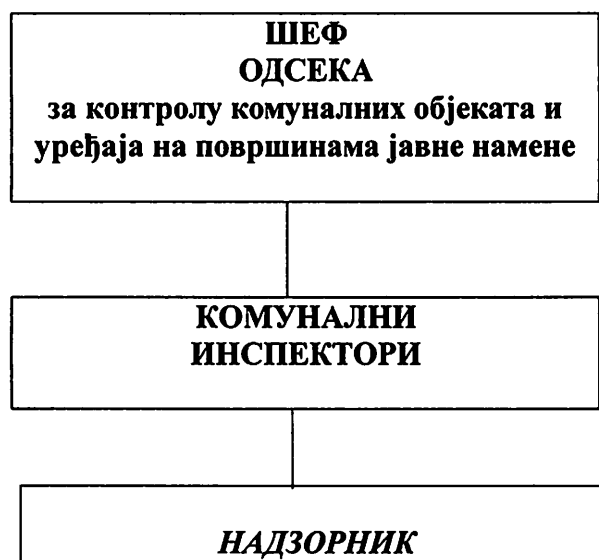 ШЕФ
ОДСЕКА
за контролу комуналних објеката и
уређаја на површинама јавне намене
КОМУНАЛНИ
ИНСПЕКТОРИ
НАДЗОРНИК